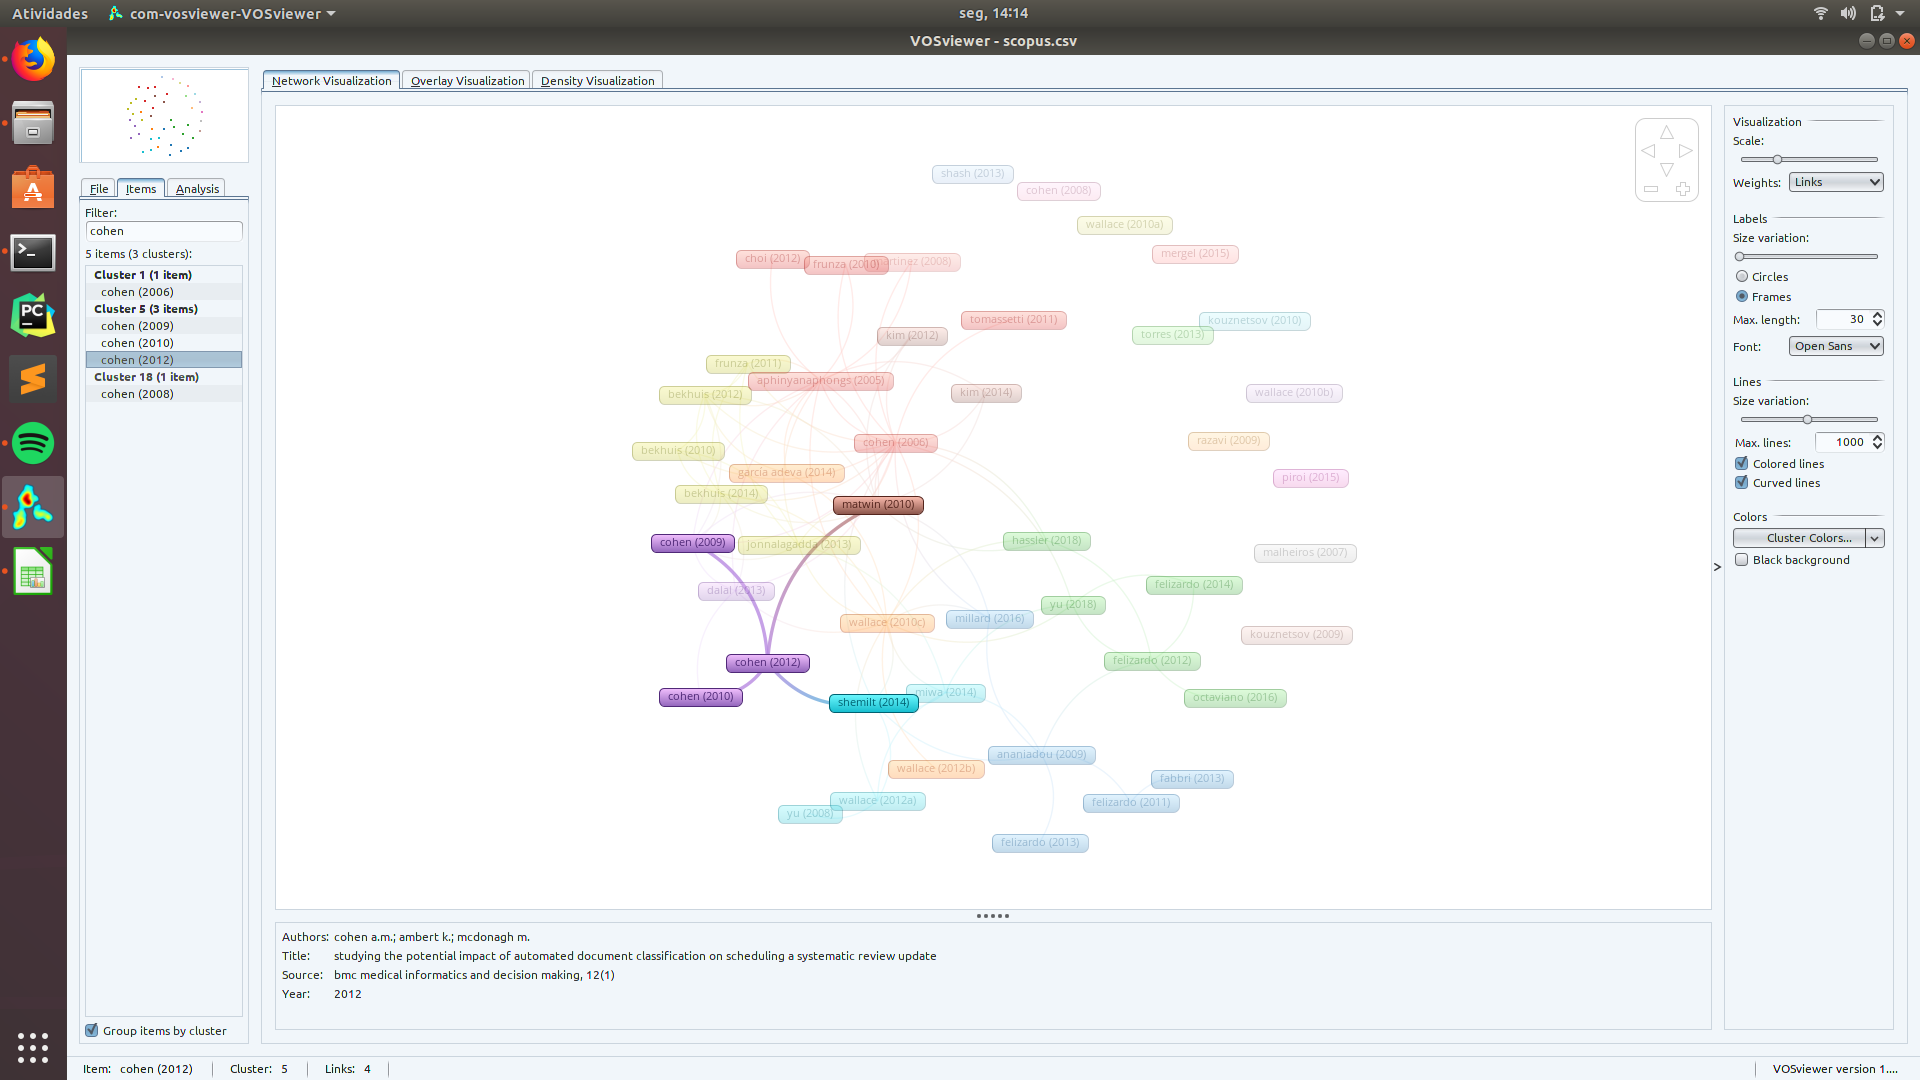 Atividades
com-vosviewer-VOSviewer
seg, 14:14
VOSviewer - scopus.csv
Network Visualization
Overlay Visualization
Density Visualization
File
Items
Analysis
Filter:
cohen
5 items (3 clusters):
Cluster 1 (1 item)
cohen (2006)
Cluster 5 (3 items)
cohen (2009)
cohen (2010)
cohen (2012)
Cluster 18 (1 item)
cohen (2008)
Group items by cluster
shash (2013)
cohen (2008)
wallace (2010a)
mergel (2015)
choi (2012)
frunza (2010)
tomassetti (2011)
kouznetsov (2010)
torres (2013)
kim (2012)
frunza (2011)
aphinyanaphongs (2005)
bekhuis (2012)
kim (2014)
wallace (2010b)
cohen (2006)
razavi (2009)
bekhuis (2010)
garcía adeva (2014)
piroi (2015)
bekhuis (2014)
matwin (2010)
cohen (2009)
jonnalagadda (2013)
hassler (2018)
malheiros (2007)
dalal (2013)
felizardo (2014)
yu (2018)
wallace (2010c)
millard (2016)
kouznetsov (2009)
cohen (2012)
felizardo (2012)
cohen (2010)
miwa (2014)
shemilt (2014)
octaviano (2016)
ananiadou (2009)
wallace (2012b)
fabbri (2013)
wallace (2012a)
felizardo (2011)
yu (2008)
felizardo (2013)
Visualization
Scale:
Weights: Links
Labels
Size variation:
Circles
Frames
Max. length: 30
Font: Open Sans
Lines
Size variation:
Max. lines: 1000
Colored lines
Curved lines
Colors
Cluster Colors...
Black background
>
Authors: cohen a.m.; ambert k.; mcdonagh m.
Title: studying the potential impact of automated document classification on scheduling a systematic review update
Source: bmc medical informatics and decision making, 12(1)
Year: 2012
Item: cohen (2012)
Cluster: 5
Links: 4
VOSviewer version 1....